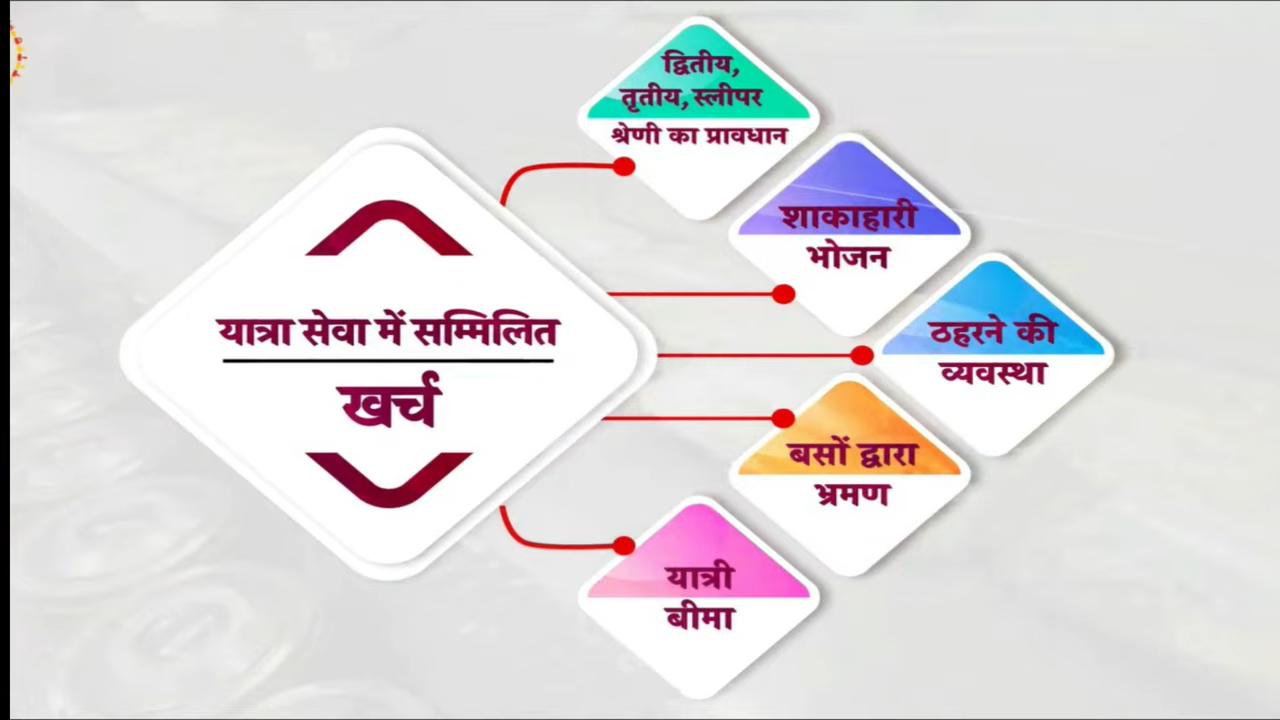 यात्रा सेवा में सम्मिलित
खर्च
द्वितीय,
तृतीय, स्लीपर
श्रेणी का प्रावधान
शाकाहारी
भोजन
ठहरने की
व्यवस्था
बसों द्वारा
भ्रमण
यात्री
बीमा